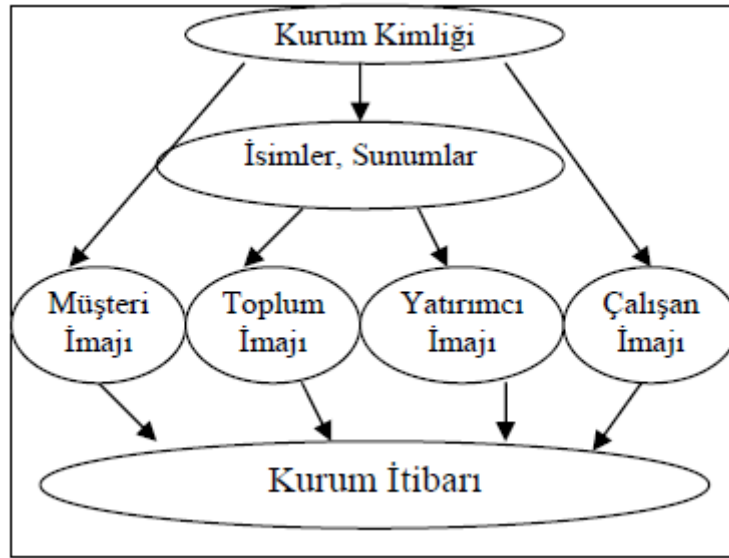 Kurum Kimliği
İsimler, Sunumlar
Müşteri
İmajı
Toplum
İmajı
Yatırımcı
İmajı
Çalışan
İmajı
Kurum İtibarı